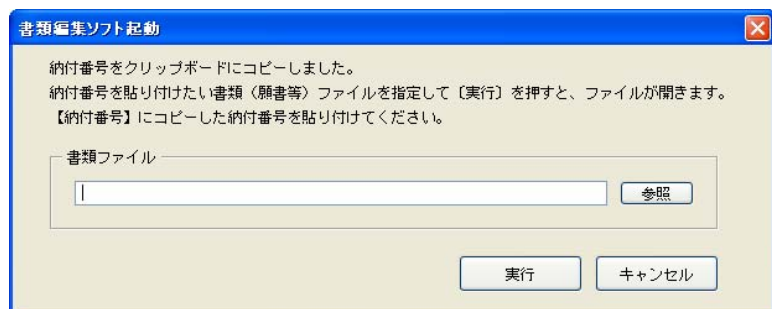 書類編集ソフト起動
納付番号をクリップボードにコピーしました。
納付番号を貼り付けたい書類（願書等）ファイルを指定して〔実行〕を押すと、ファイルが開きます。
【納付番号】にコピーした納付番号を貼り付けてください。
書類ファイル
参照
実行
キャンセル